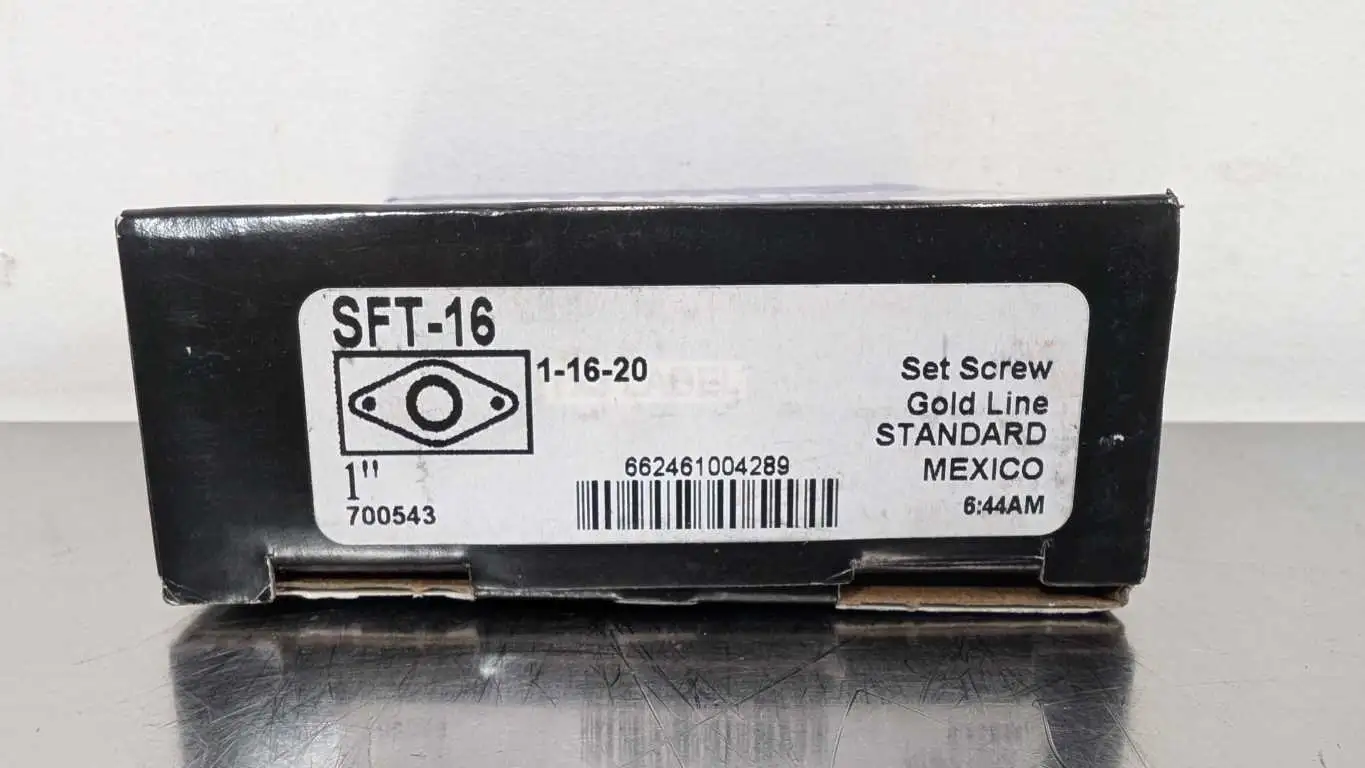 SFT-16
1-16-20
1"
700543
662461004289
Set Screw
Gold Line
STANDARD
MEXICO
6:44AM